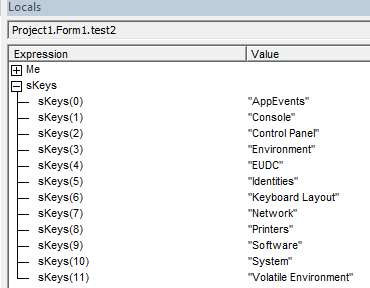 Locals
Project1.Form1.test2
Expression Value
Me
sKeys
sKeys(0) "AppEvents"
sKeys(1) "Console"
sKeys(2) "Control Panel"
sKeys(3) "Environment"
sKeys(4) "EUDC"
sKeys(5) "Identities"
sKeys(6) "Keyboard Layout"
sKeys(7) "Network"
sKeys(8) "Printers"
sKeys(9) "Software"
sKeys(10) "System"
sKeys(11) "Volatile Environment"